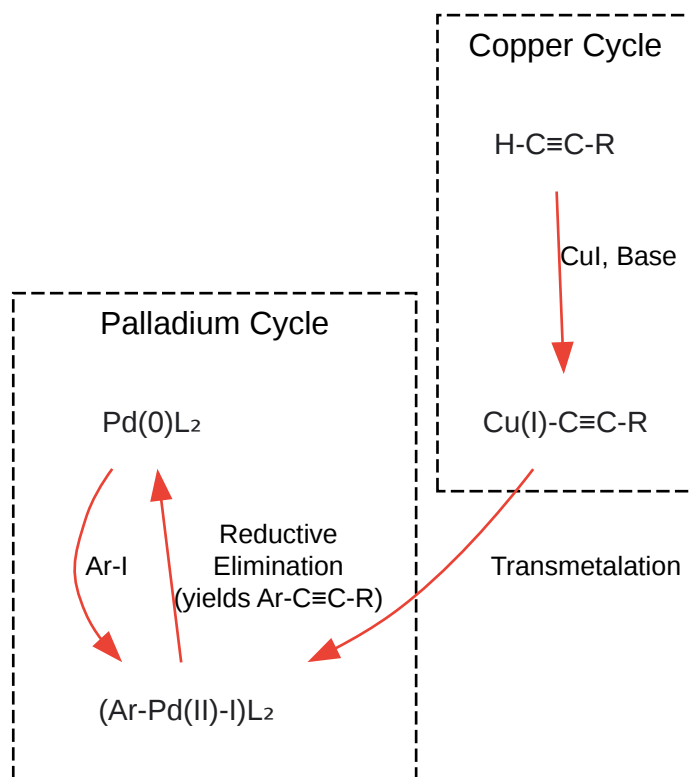 Copper Cycle
H-C≡C-R
CuI, Base
Cu(I)-C≡C-R
Transmetalation
Palladium Cycle
Pd(0)L₂
Ar-I
Reductive
Elimination
(yields Ar-C≡C-R)
(Ar-Pd(II)-I)L₂